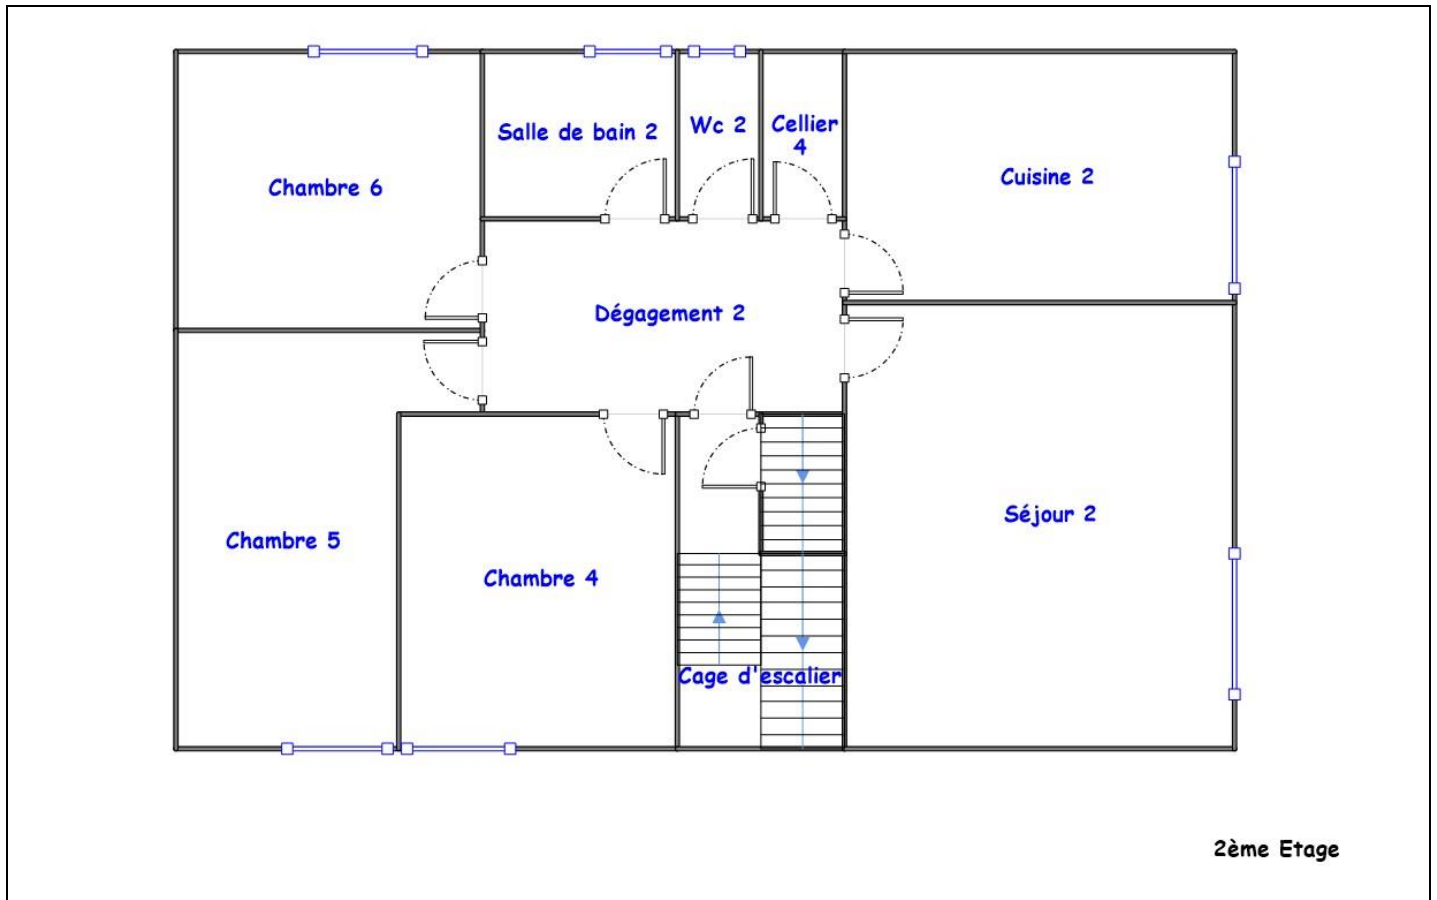 Salle de bain 2
Wc 2
Cellier
4
Cuisine 2
Chambre 6
Dégagement 2
Séjour 2
Chambre 5
Chambre 4
Cage d'escalier
2ème Etage